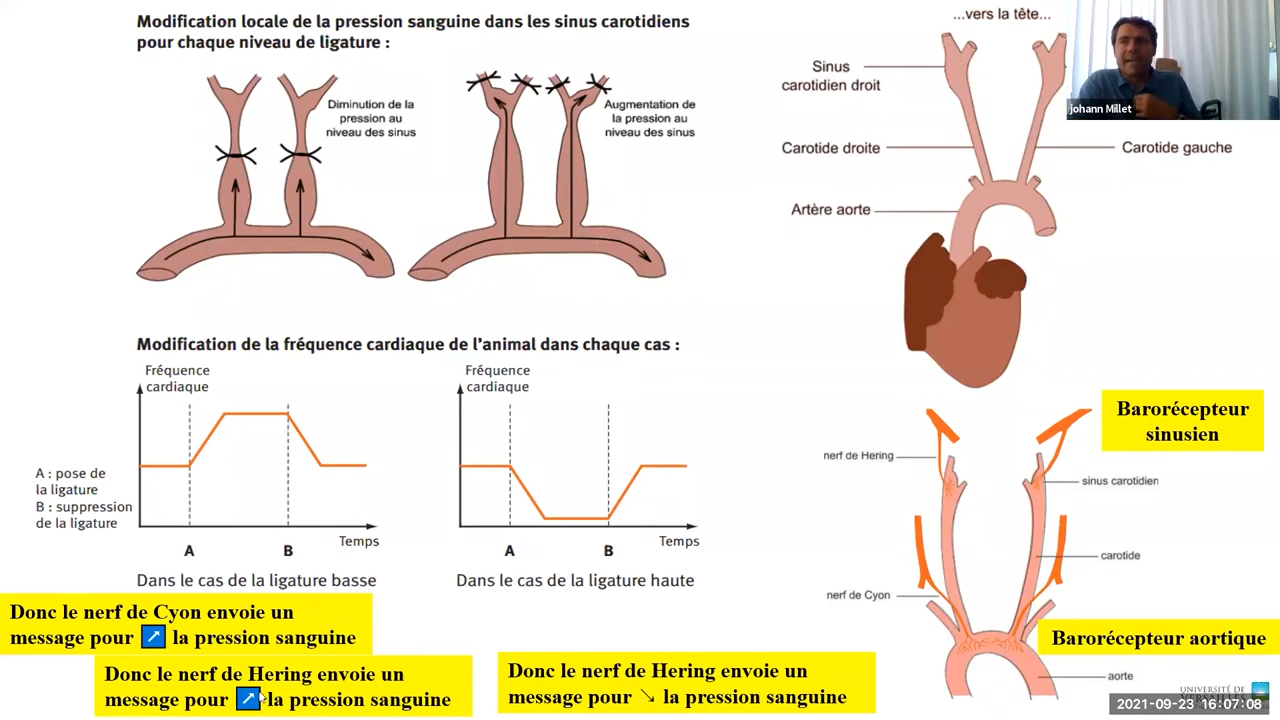 Modification locale de la pression sanguine dans les sinus carotidiens
pour chaque niveau de ligature :
Diminution de la
pression au
niveau des sinus
Augmentation de
la pression au
niveau des sinus
...vers la tête...
Sinus
carotidien droit
Carotide droite
Carotide gauche
Artère aorte
johann Millet
Modification de la fréquence cardiaque de l'animal dans chaque cas :
Fréquence
cardiaque
A : pose de
la ligature
B : suppression
de la ligature
A
B
Temps
Dans le cas de la ligature basse
Fréquence
cardiaque
A
B
Temps
Dans le cas de la ligature haute
Barorécepteur
sinusien
nerf de Hering
sinus carotidien
carotide
nerf de Cyon
Barorécepteur aortique
aorte
Donc le nerf de Cyon envoie un
message pour ↗ la pression sanguine
Donc le nerf de Hering envoie un
message pour ↗ la pression sanguine
Donc le nerf de Hering envoie un
message pour ↘ la pression sanguine
UNIVERSITÉ DE
2021-09-23 16:07:08